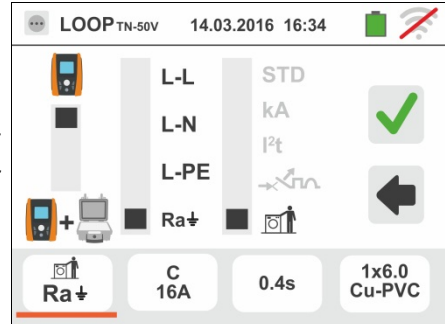 LOOP TN-50V 14.03.2016 16:34
L-L STD
L-N kA
I²t
L-PE
+ Ra⏚
Ra⏚ C 16A 0.4s 1x6.0 Cu-PVC